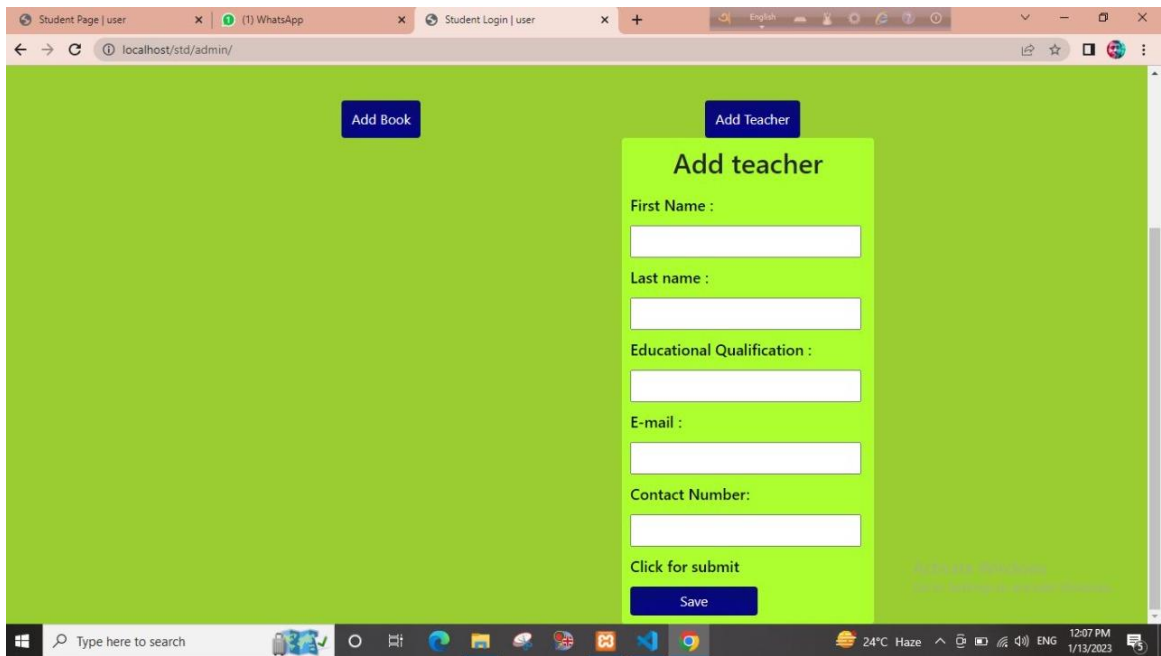 Student Page | user
(1) WhatsApp
Student Login | user
English
localhost/std/admin/
Add Book
Add Teacher
Add teacher
First Name :
Last name :
Educational Qualification :
E-mail :
Contact Number:
Click for submit
Save
Activate Windows
Type here to search
24°C Haze
ENG
12:07 PM
1/13/2023